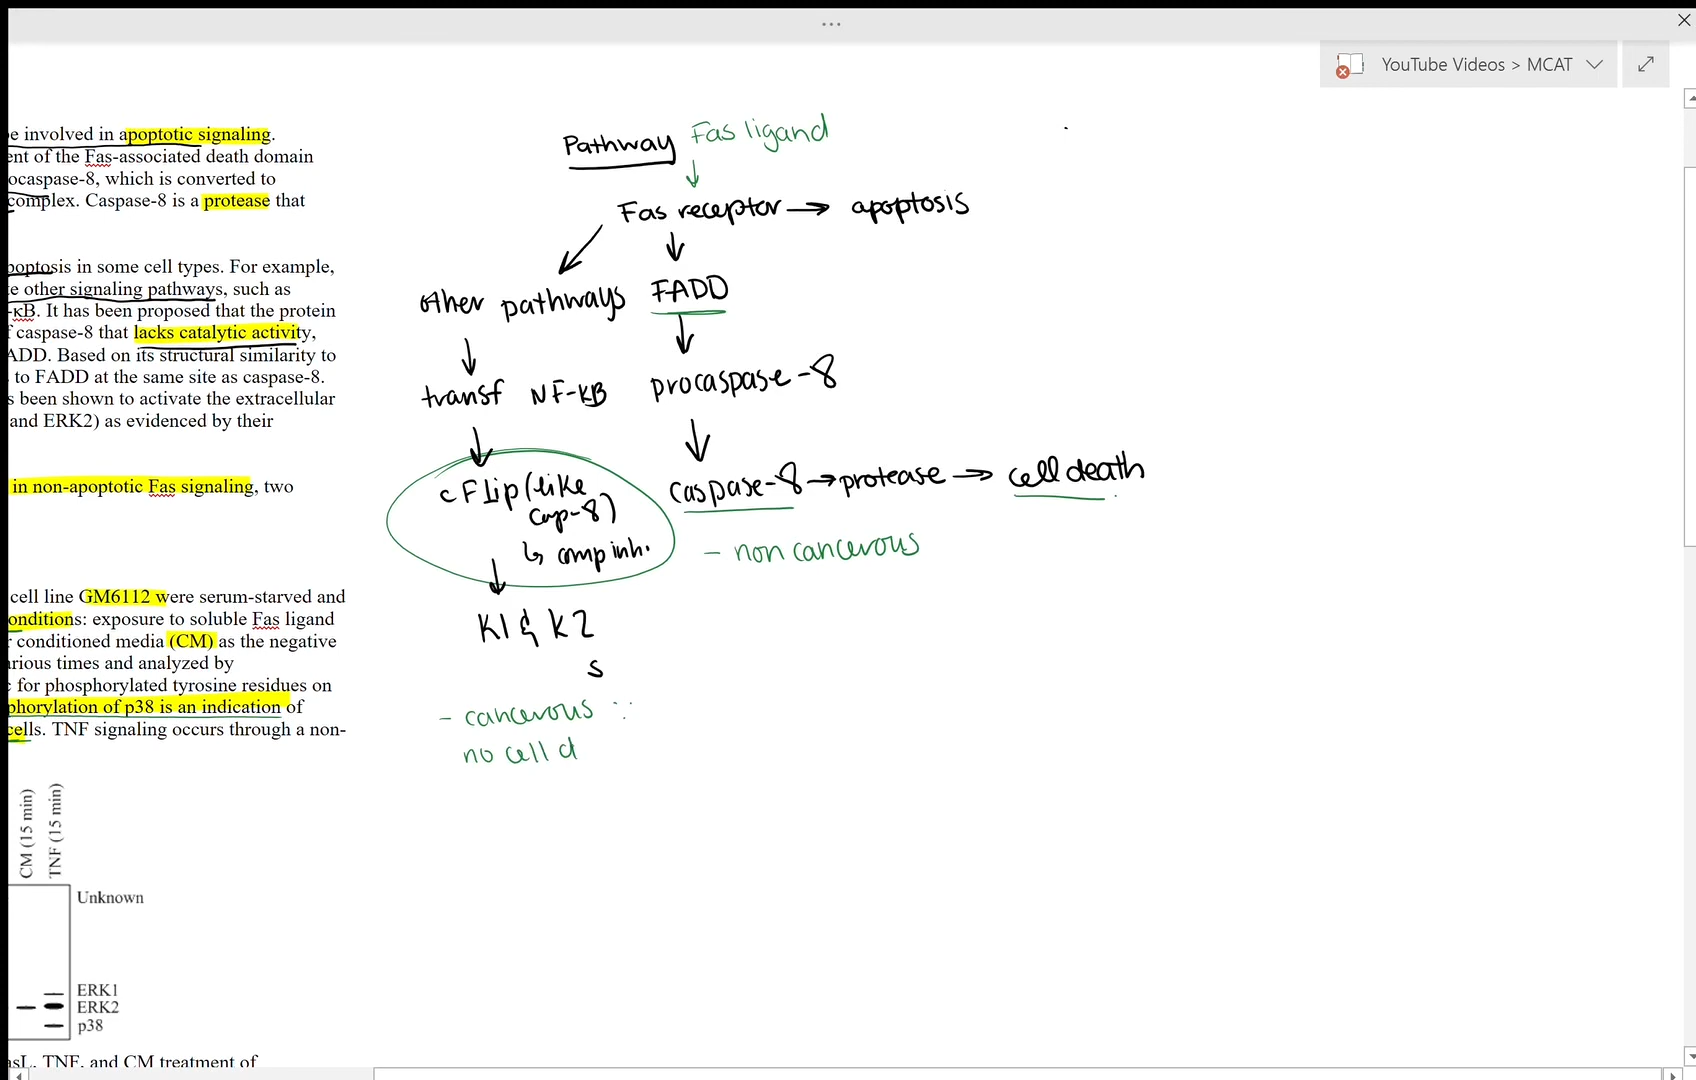 YouTube Videos > MCAT
e involved in apoptotic signaling.
ent of the Fas-associated death domain
ocaspase-8, which is converted to
complex. Caspase-8 is a protease that
poptosis in some cell types. For example,
te other signaling pathways, such as
-κB. It has been proposed that the protein
f caspase-8 that lacks catalytic activity,
ADD. Based on its structural similarity to
to FADD at the same site as caspase-8.
s been shown to activate the extracellular
and ERK2) as evidenced by their
in non-apoptotic Fas signaling, two
cell line GM6112 were serum-starved and
onditions: exposure to soluble Fas ligand
r conditioned media (CM) as the negative
arious times and analyzed by
c for phosphorylated tyrosine residues on
phorylation of p38 is an indication of
cells. TNF signaling occurs through a non-
CM (15 min)
TNF (15 min)
Unknown
ERK1
ERK2
p38
asL, TNF, and CM treatment of
Pathway Fas ligand
Fas receptor → apoptosis
other pathways FADD
transf NF-KB procaspase-8
cFLip (like caspase-8 → protease → cell death
cap-8)
↳ comp inh. - non cancerous
K1 & K2
s
- cancerous ∵
no cell d